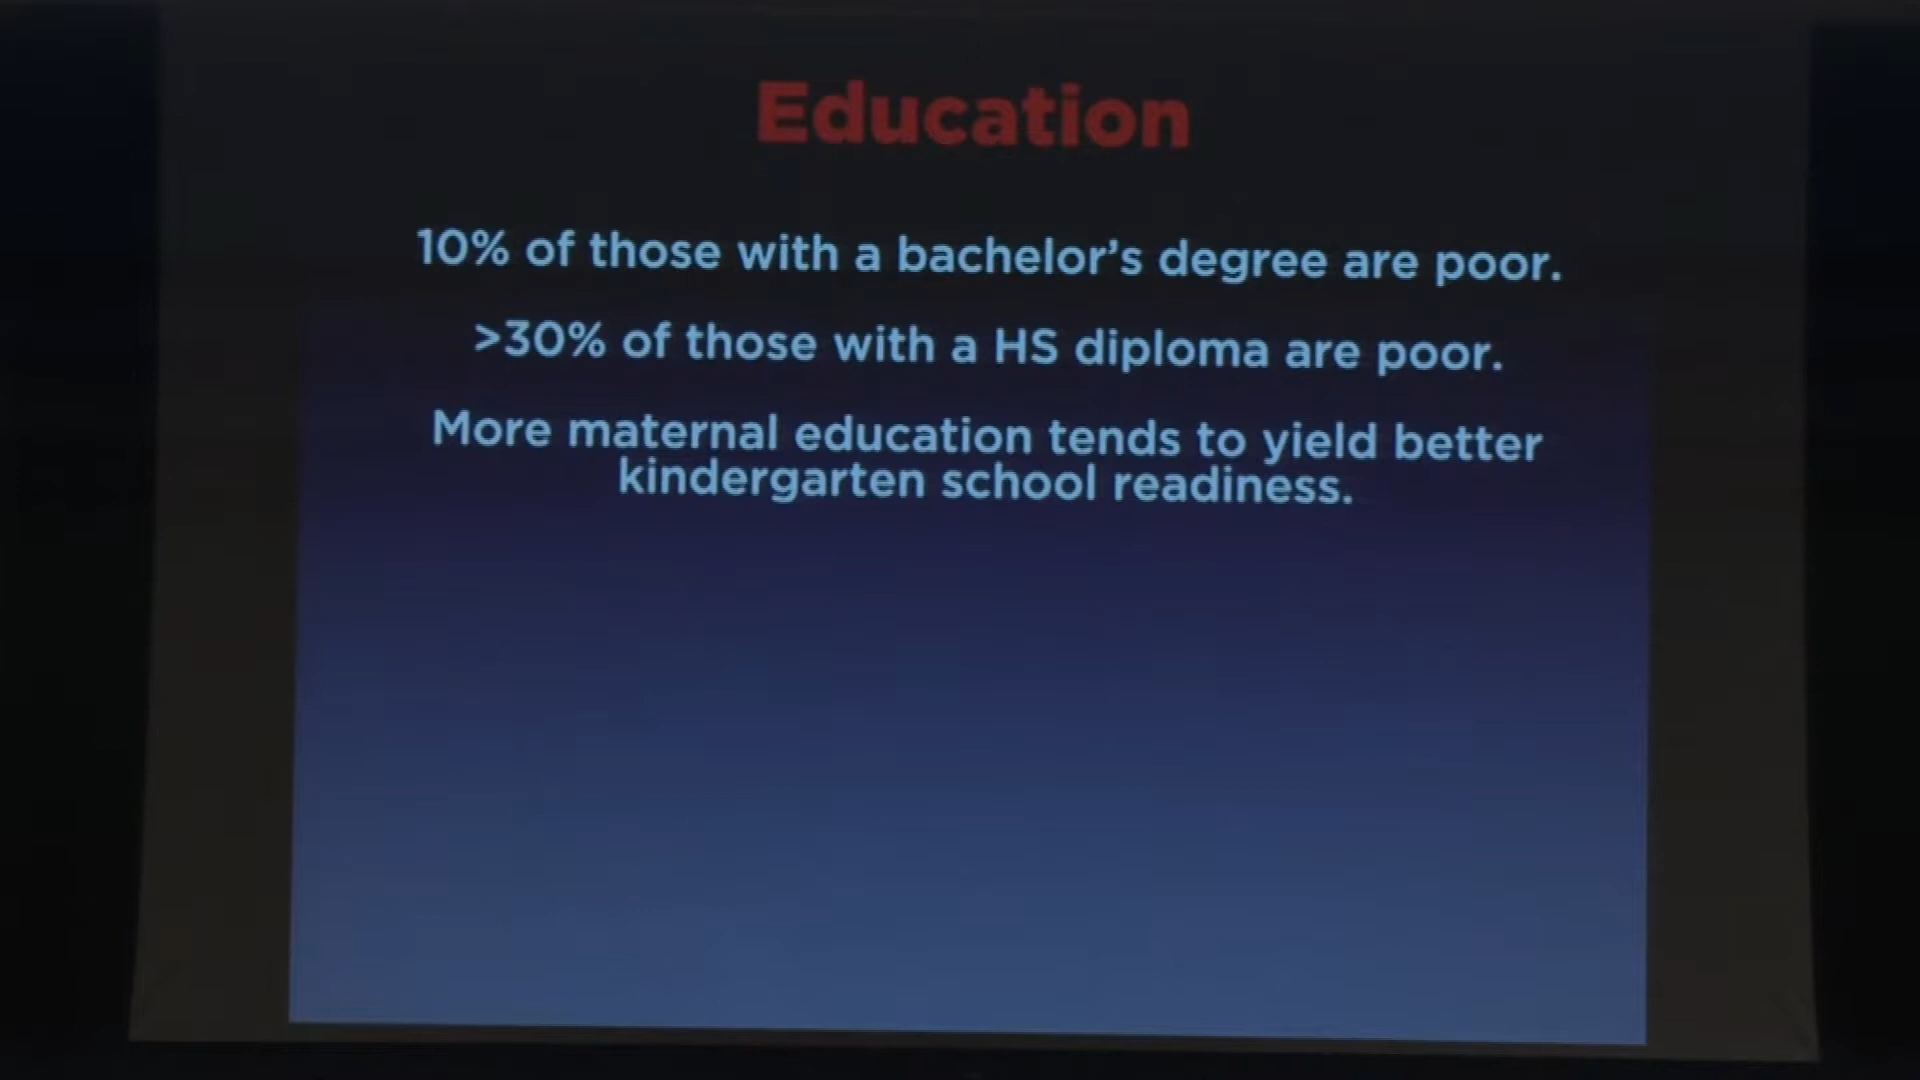 Education
10% of those with a bachelor’s degree are poor.
>30% of those with a HS diploma are poor.
More maternal education tends to yield better
kindergarten school readiness.